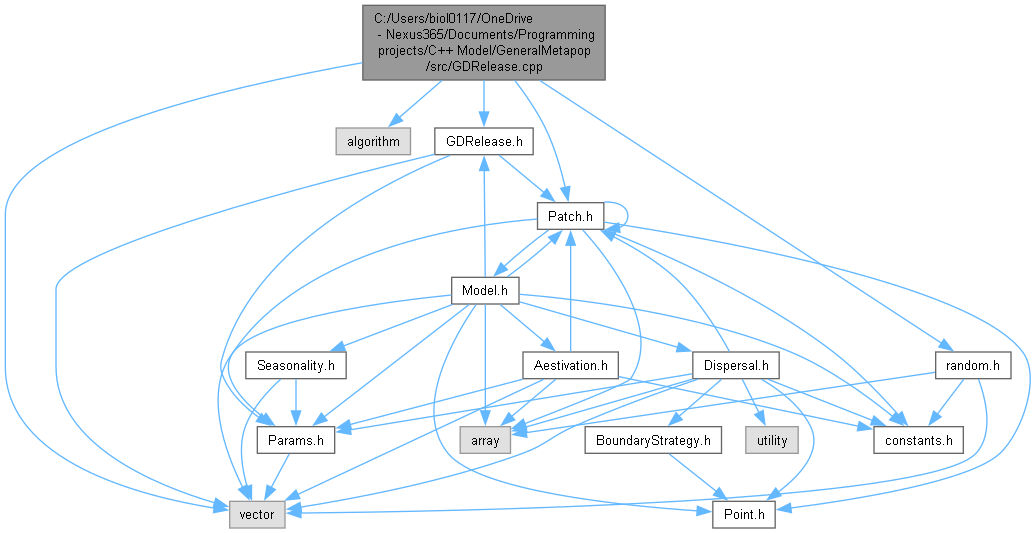 C:/Users/biol0117/OneDrive
- Nexus365/Documents/Programming
projects/C++ Model/GeneralMetapop
/src/GDRelease.cpp
algorithm
GDRelease.h
Patch.h
Model.h
Seasonality.h
Aestivation.h
Dispersal.h
random.h
Params.h
array
BoundaryStrategy.h
utility
constants.h
vector
Point.h